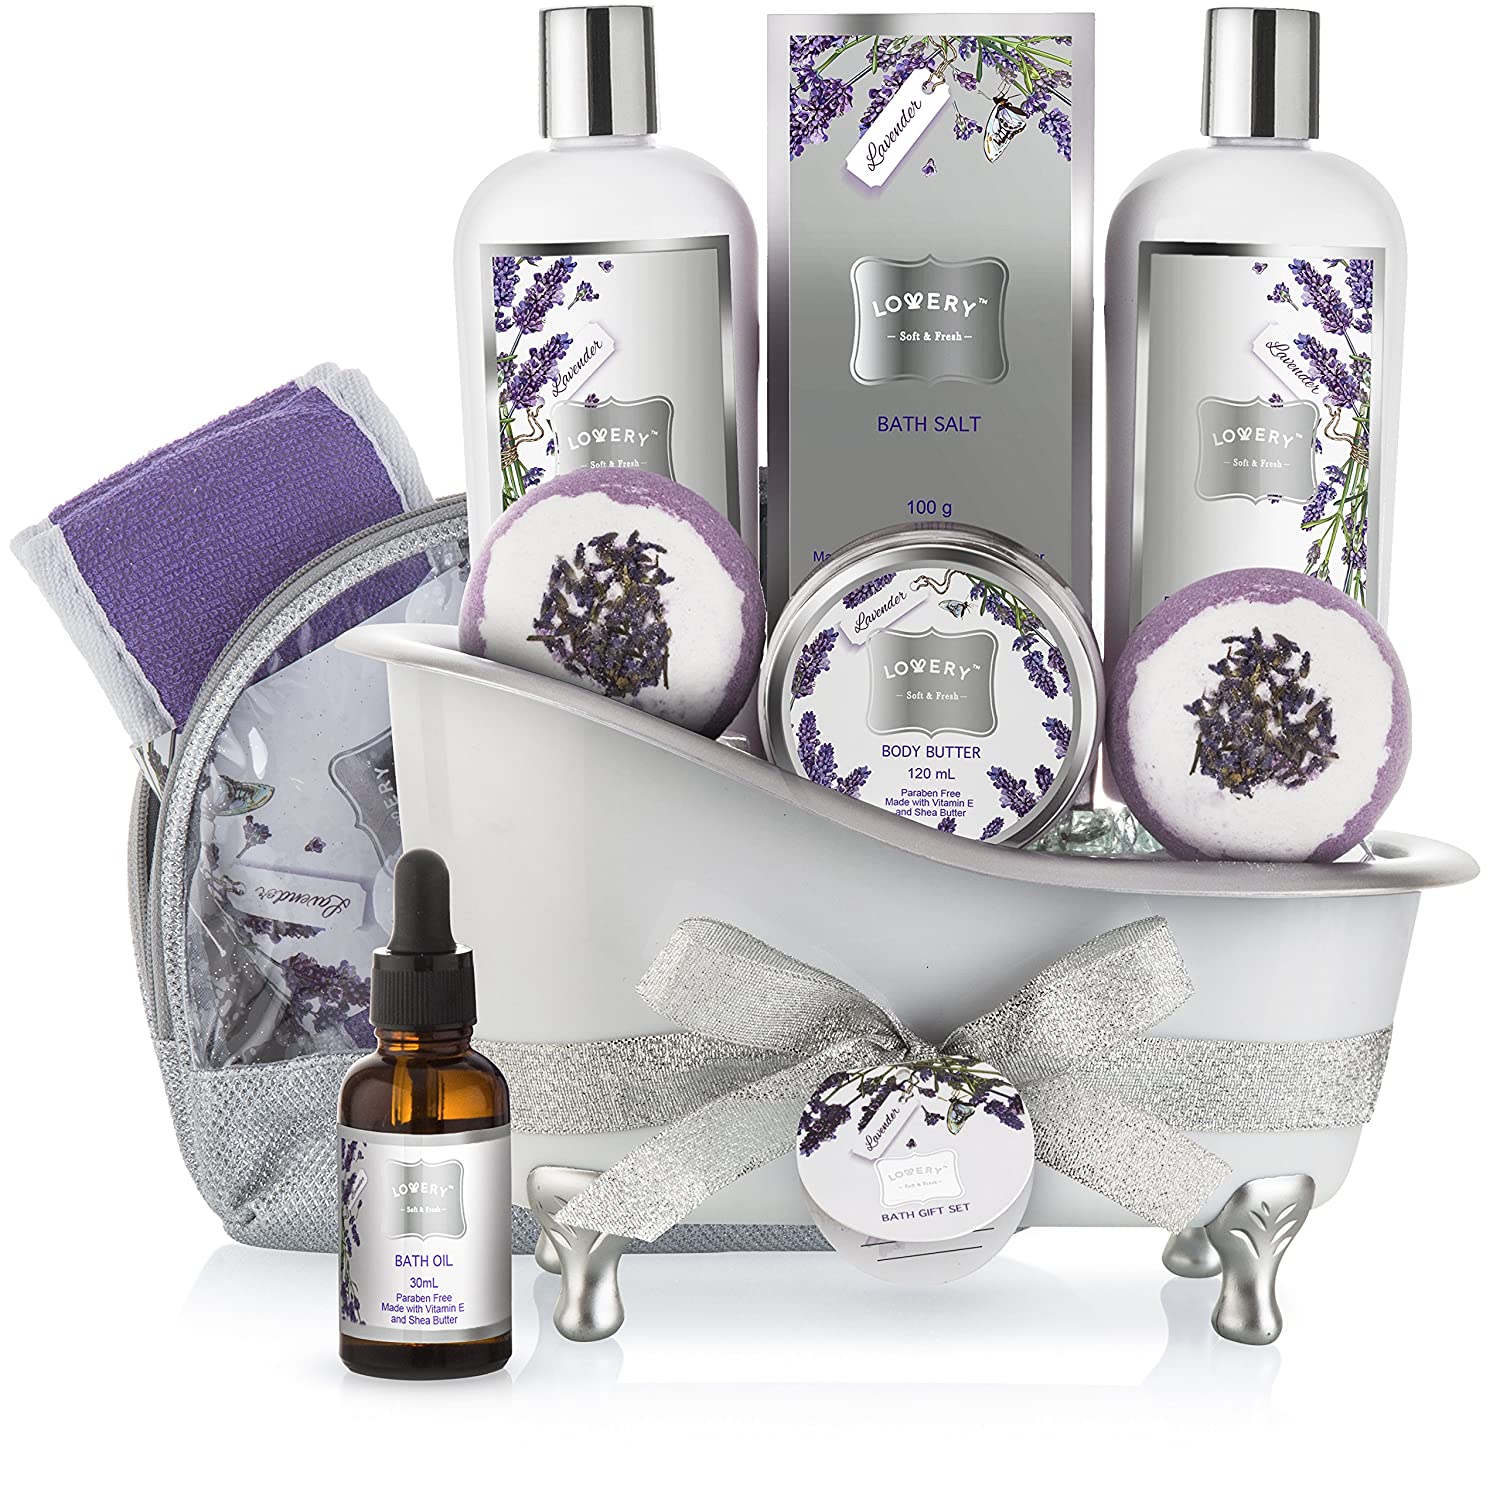 Lavender
LOVERY™
– Soft & Fresh –
BATH SALT
100 g
Lavender
LOVERY™
– Soft & Fresh –
Lavender
LOVERY™
– Soft & Fresh –
Lavender
LOVERY™
– Soft & Fresh –
BODY BUTTER
120 mL
Paraben Free
Made with Vitamin E
and Shea Butter
Lavender
Lavender
LOVERY™
– Soft & Fresh –
BATH GIFT SET
LOVERY™
– Soft & Fresh –
BATH OIL
30mL
Paraben Free
Made with Vitamin E
and Shea Butter